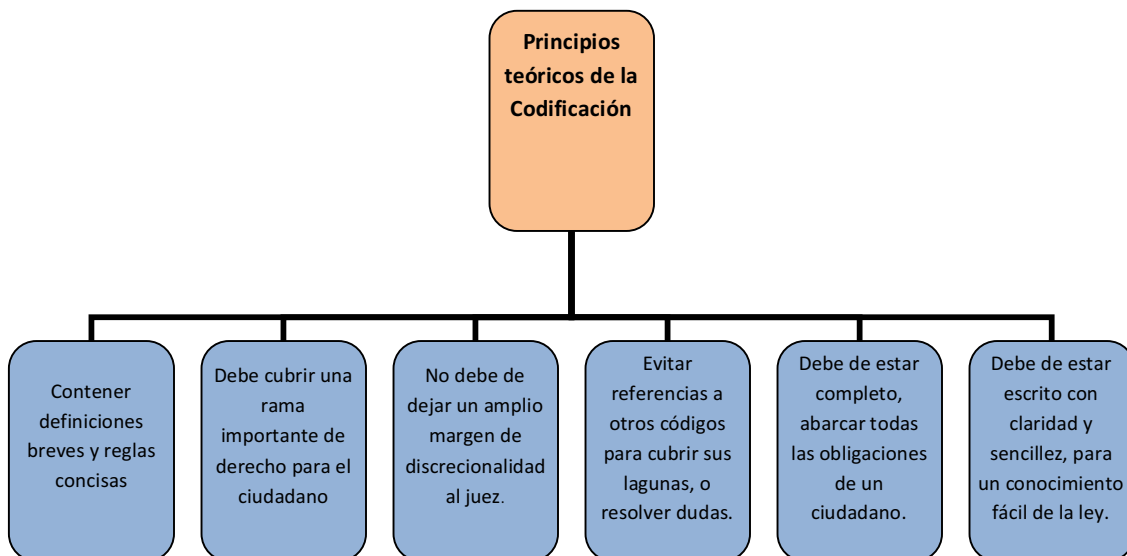 Principios
teóricos de la
Codificación
Contener
definiciones
breves y reglas
concisas
Debe cubrir una
rama
importante de
derecho para el
ciudadano
No debe de
dejar un amplio
margen de
discrecionalidad
al juez.
Evitar
referencias a
otros códigos
para cubrir sus
lagunas, o
resolver dudas.
Debe de estar
completo,
abarcar todas
las obligaciones
de un
ciudadano.
Debe de estar
escrito con
claridad y
sencillez, para
un conocimiento
fácil de la ley.